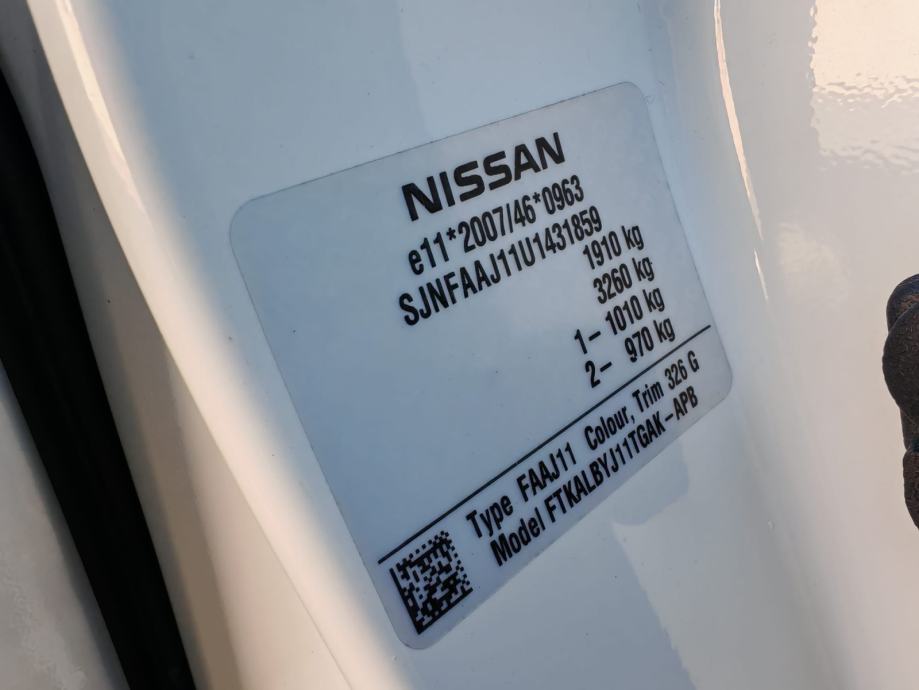 NISSAN
e11*2007/46*0963
SJNFAAJ11U1431859
1910 kg
3260 kg
1- 1010 kg
2- 970 kg
Type FAAJ11 Colour, Trim 326 G
Model FTKALBYJ11TGAK-APB